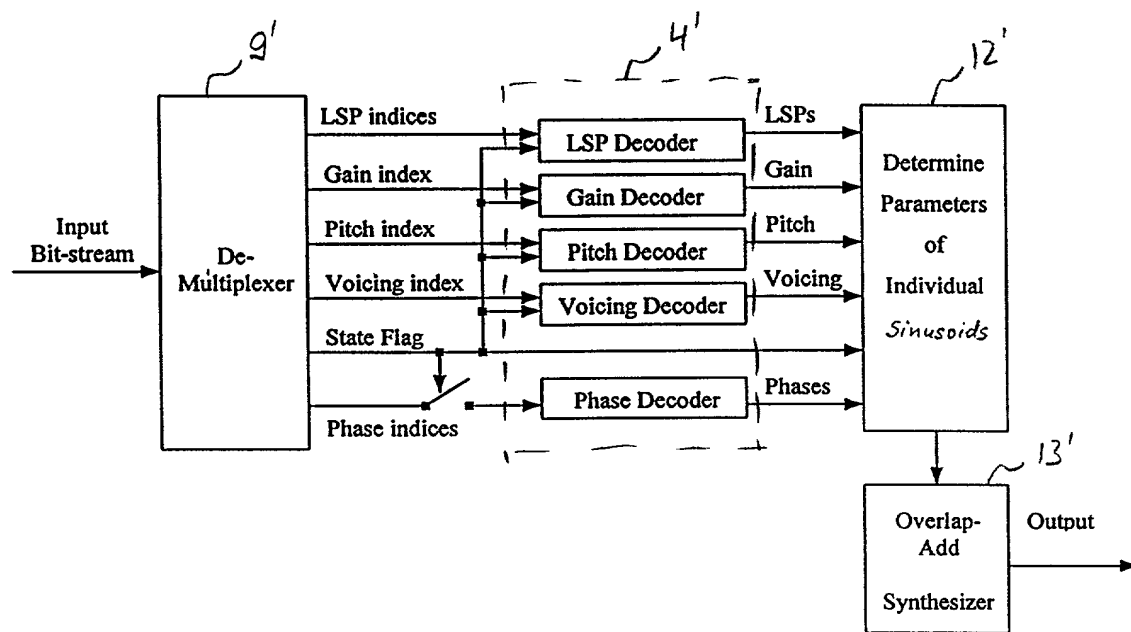 9'
4'
12'
LSP indices
LSPs
LSP Decoder
Determine
Parameters
of
Individual
Sinusoids
Gain index
Gain
Gain Decoder
Input
Bit-stream
De-
Multiplexer
Pitch index
Pitch
Pitch Decoder
Voicing index
Voicing
Voicing Decoder
State Flag
Phase indices
Phase Decoder
Phases
13'
Overlap-
Add
Synthesizer
Output